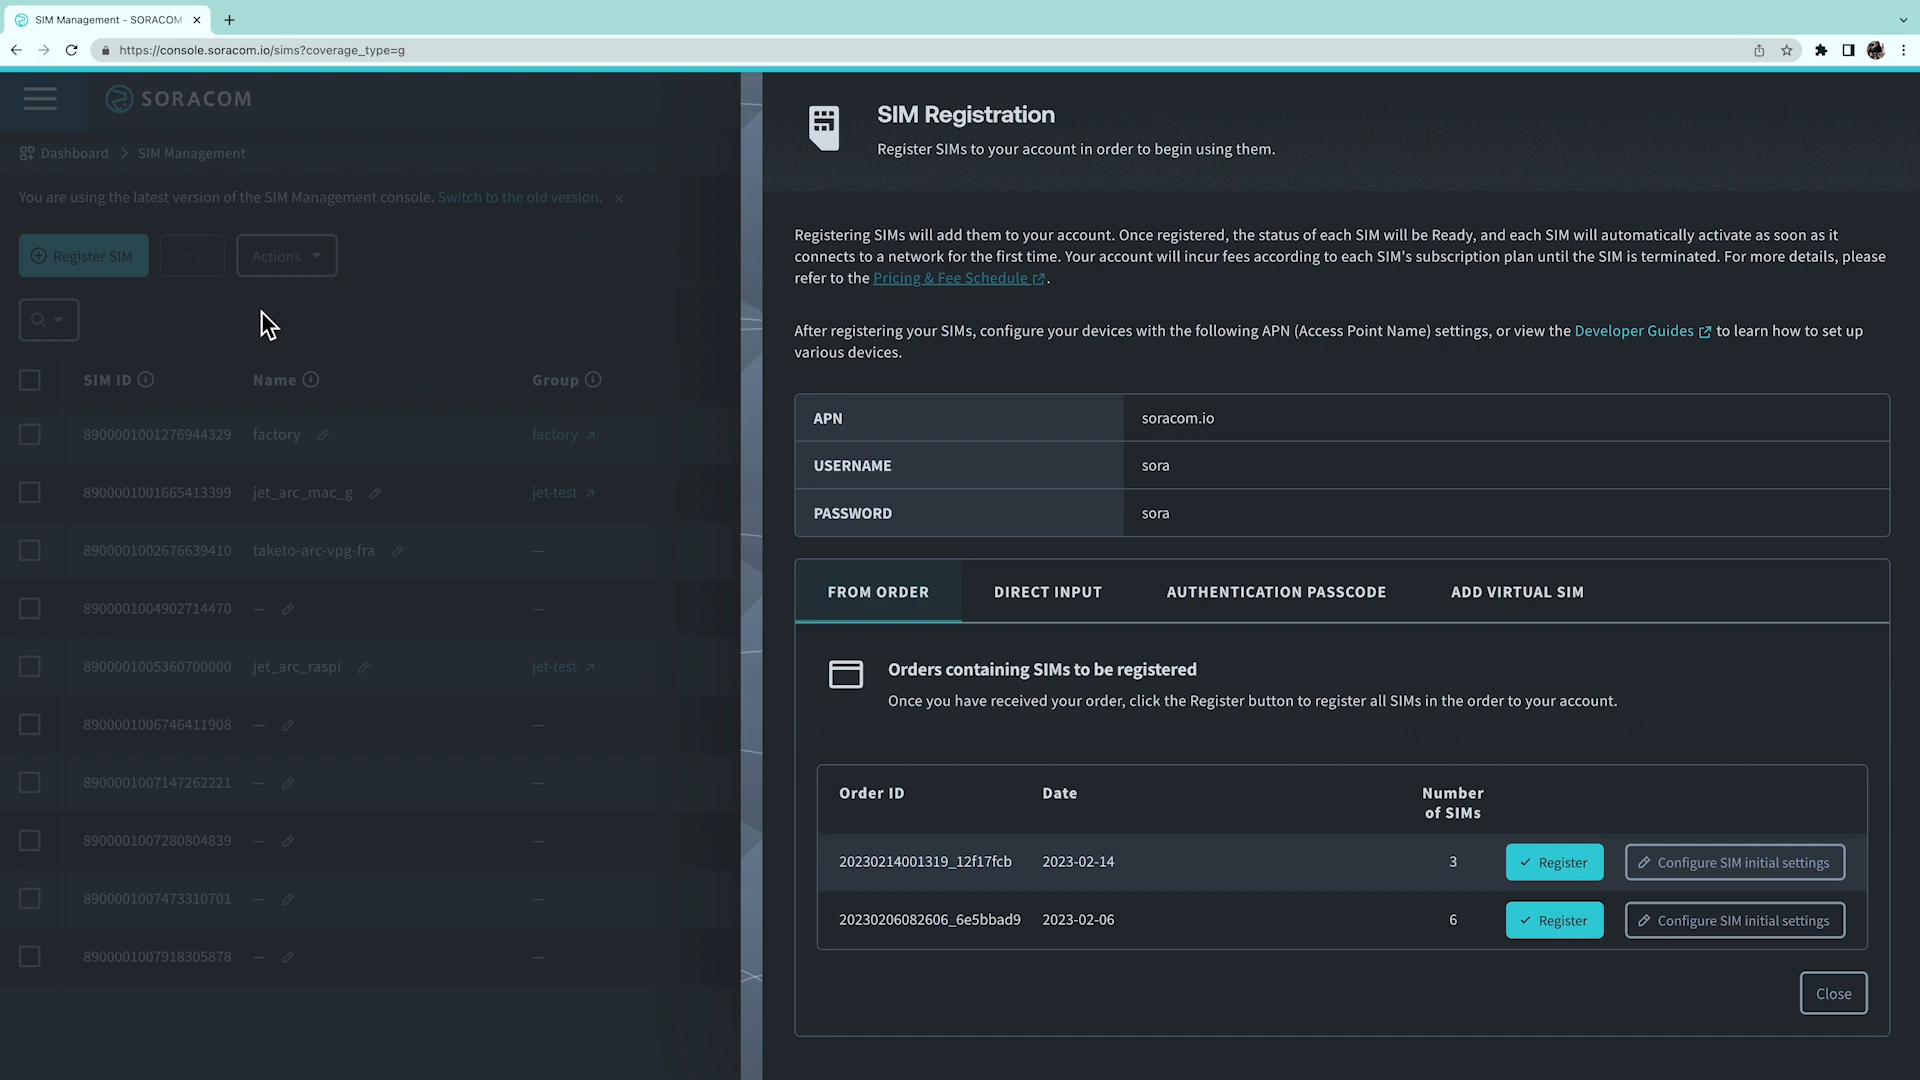 SIM Management - SORACOM
https://console.soracom.io/sims?coverage_type=g
SORACOM
Dashboard > SIM Management
You are using the latest version of the SIM Management console. Switch to the old version. ×
Register SIM
Details
Actions
SIM ID Name Group
8900001001276944329 factory factory ↗
8900001001665413399 jet_arc_mac_g jet-test ↗
8900001002676639410 taketo-arc-vpg-fra —
8900001004902714470 — —
8900001005360700000 jet_arc_raspi jet-test ↗
8900001006746411908 — —
8900001007147262221 — —
8900001007280804839 — —
8900001007473310701 — —
8900001007918305878 — —
SIM Registration
Register SIMs to your account in order to begin using them.
Registering SIMs will add them to your account. Once registered, the status of each SIM will be Ready, and each SIM will automatically activate as soon as it
connects to a network for the first time. Your account will incur fees according to each SIM's subscription plan until the SIM is terminated. For more details, please
refer to the Pricing & Fee Schedule.
After registering your SIMs, configure your devices with the following APN (Access Point Name) settings, or view the Developer Guides to learn how to set up
various devices.
APN soracom.io
USERNAME sora
PASSWORD sora
FROM ORDER DIRECT INPUT AUTHENTICATION PASSCODE ADD VIRTUAL SIM
Orders containing SIMs to be registered
Once you have received your order, click the Register button to register all SIMs in the order to your account.
Order ID Date Number
of SIMs
20230214001319_12f17fcb 2023-02-14 3 Register Configure SIM initial settings
20230206082606_6e5bbad9 2023-02-06 6 Register Configure SIM initial settings
Close